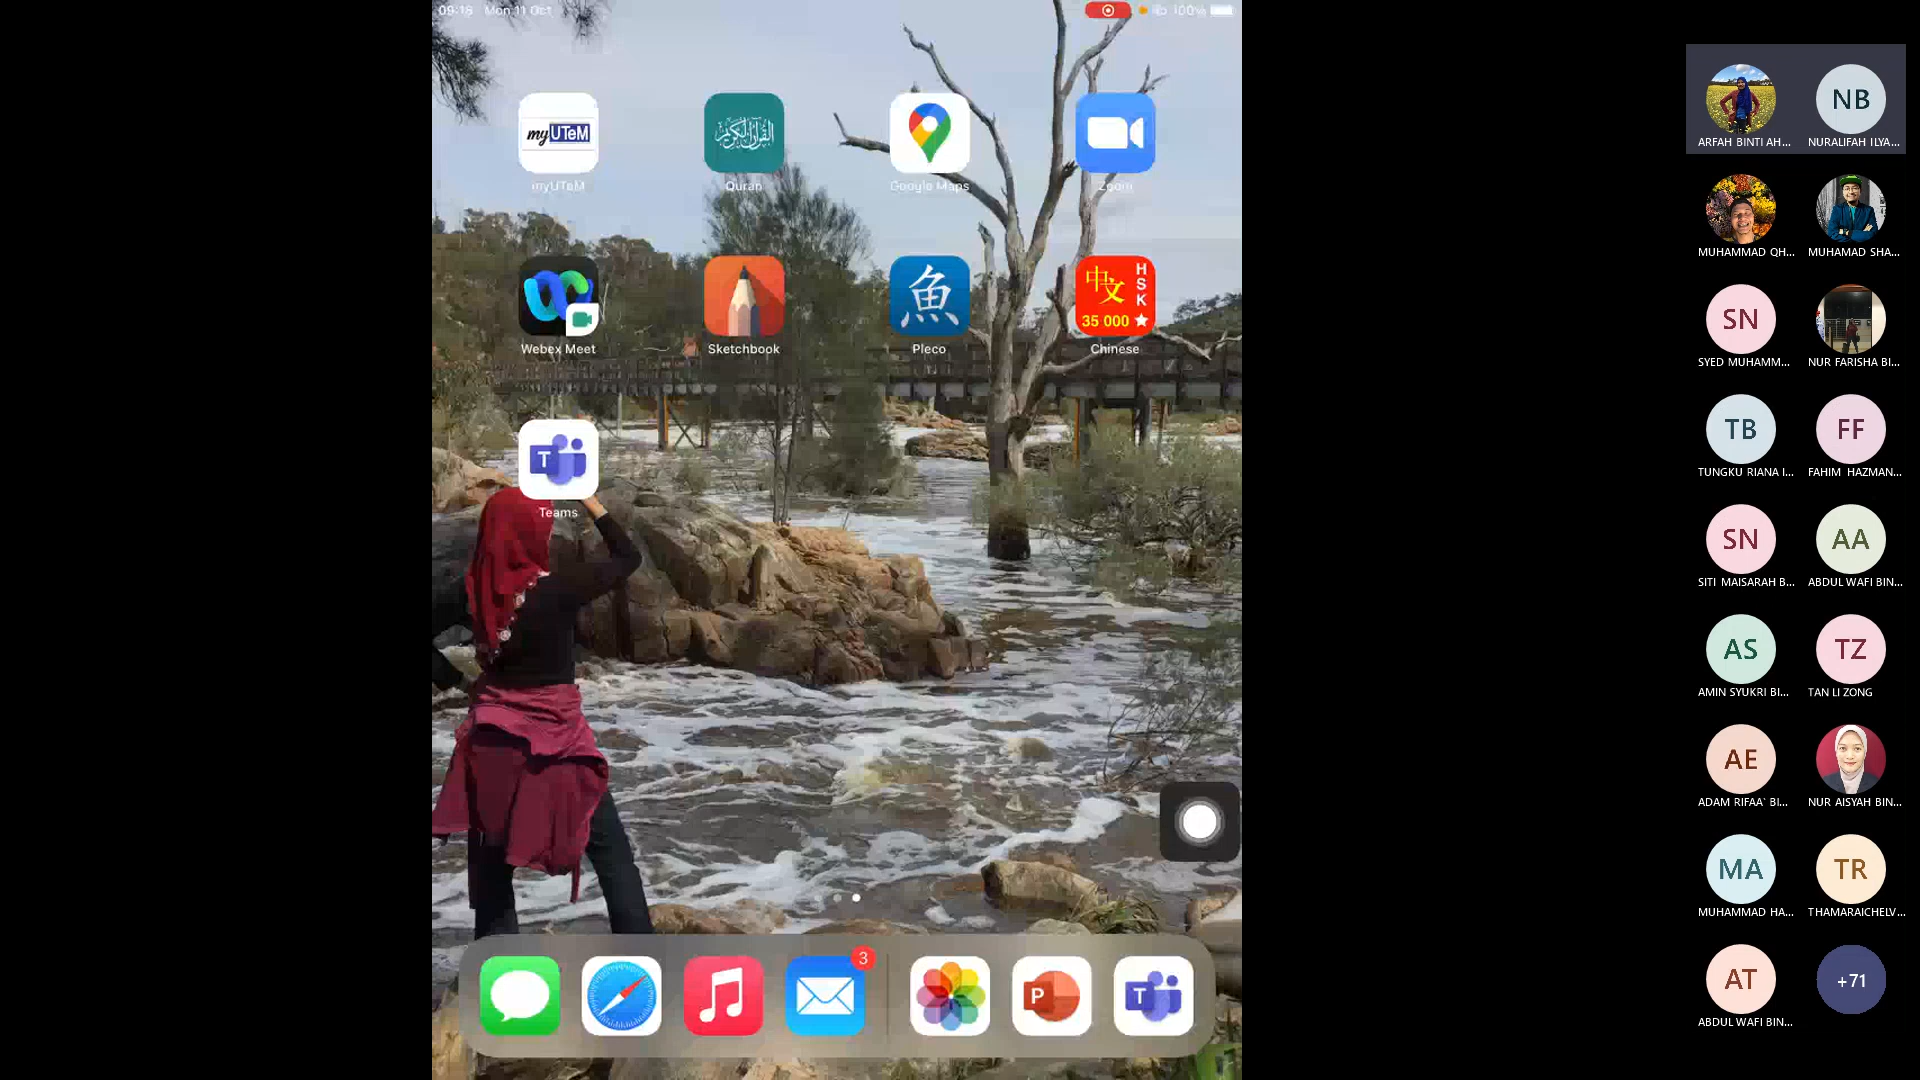 09:18 Mon 11 Oct
100%
myUTeM
القرآن الكريم
myUTeM
Quran
Google Maps
Zoom
魚
中文
HSK
35 000 ★
Webex Meet
Sketchbook
Pleco
Chinese
T
Teams
3
P
T
NB
ARFAH BINTI AH...
NURALIFAH ILYA...
MUHAMMAD QH...
MUHAMAD SHA...
SN
SYED MUHAMM...
NUR FARISHA BI...
TB
FF
TUNGKU RIANA I...
FAHIM HAZMAN...
SN
AA
SITI MAISARAH B...
ABDUL WAFI BIN...
AS
TZ
AMIN SYUKRI BI...
TAN LI ZONG
AE
ADAM RIFAA' BI...
NUR AISYAH BIN...
MA
TR
MUHAMMAD HA...
THAMARAICHELV...
AT
+71
ABDUL WAFI BIN...